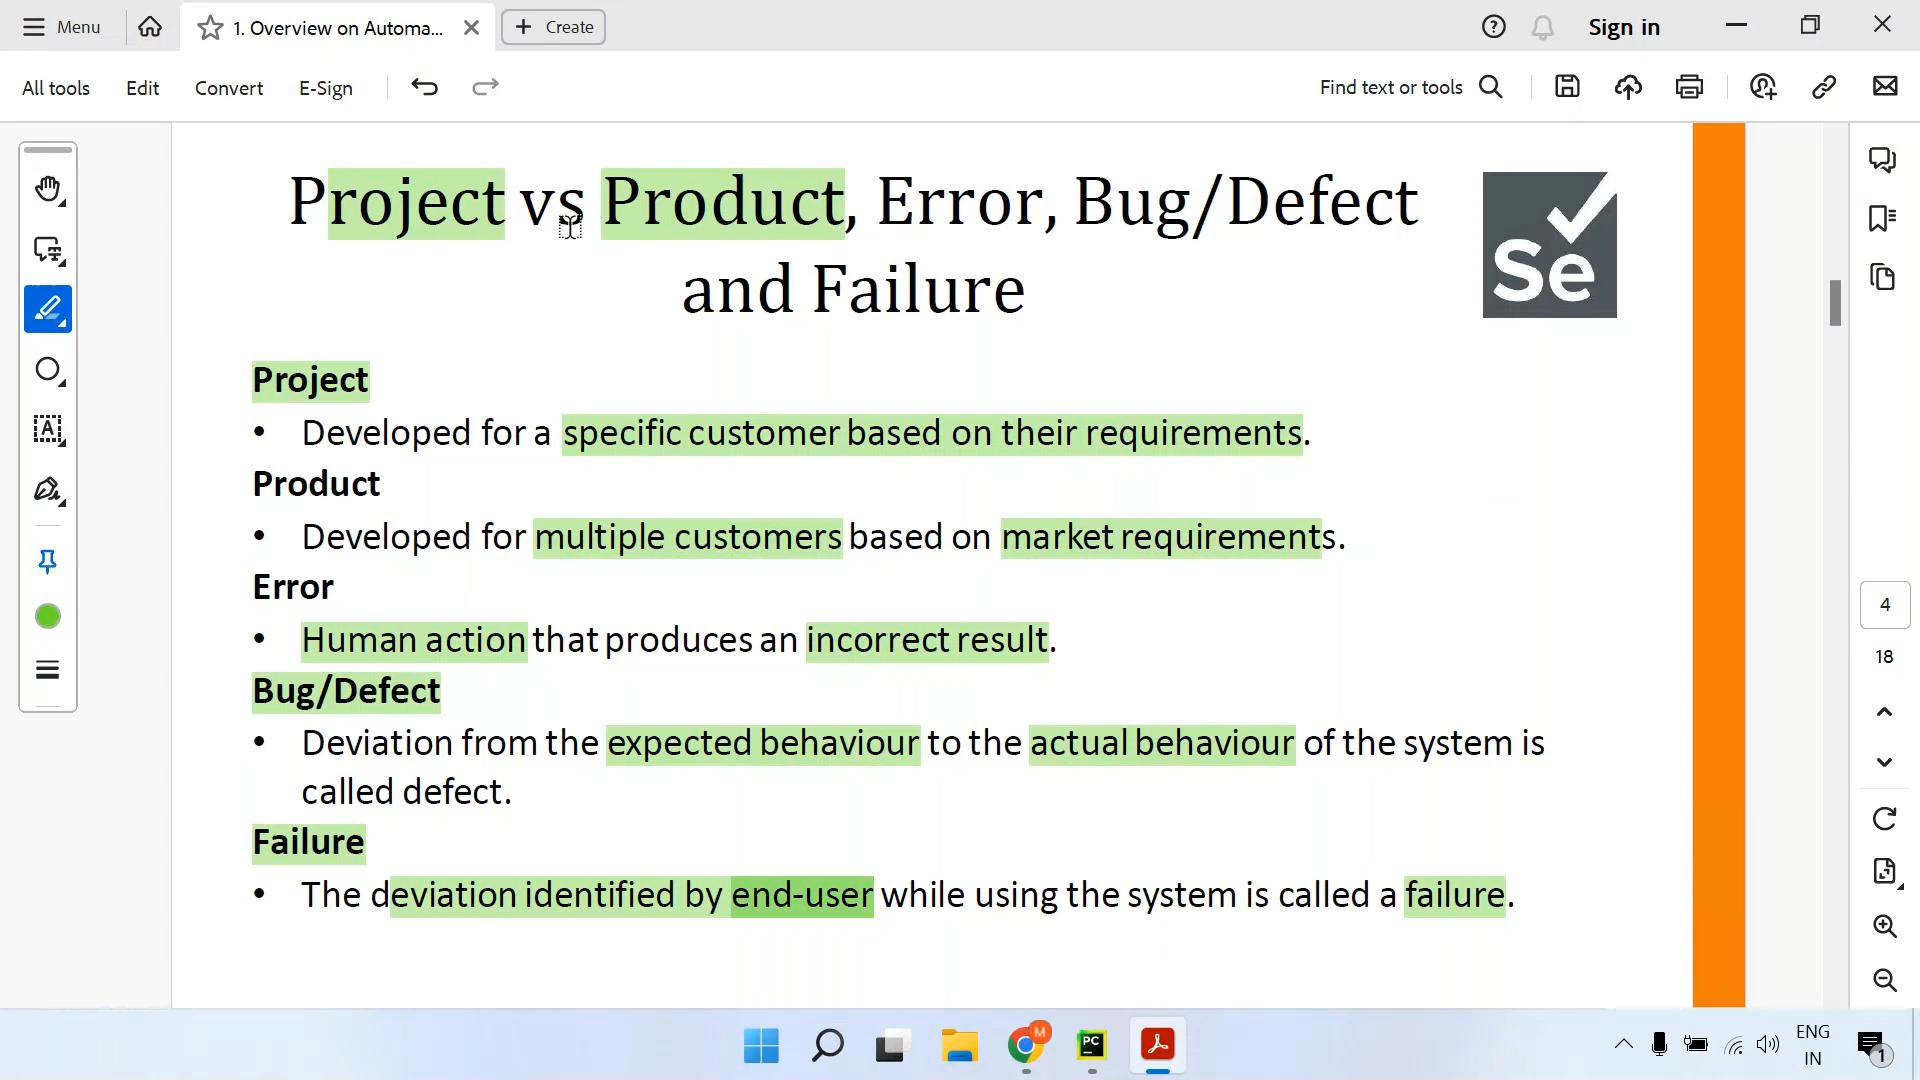 Menu
1. Overview on Automa...
Create
Sign in
All tools
Edit
Convert
E-Sign
Find text or tools
Project vs Product, Error, Bug/Defect
and Failure
Se
Project
• Developed for a specific customer based on their requirements.
Product
• Developed for multiple customers based on market requirements.
Error
• Human action that produces an incorrect result.
Bug/Defect
• Deviation from the expected behaviour to the actual behaviour of the system is
called defect.
Failure
• The deviation identified by end-user while using the system is called a failure.
A
4
18
M
PC
ENG
IN
1